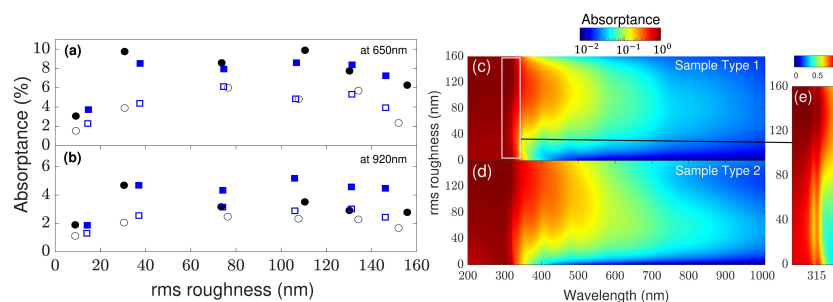 (a)
at 650nm
10
8
6
4
2
0
Absorptance (%)
(b)
at 920nm
6
4
2
0
0 20 40 60 80 100 120 140 160
rms roughness (nm)
Absorptance
10⁻² 10⁻¹ 10⁰
(c)
Sample Type 1
160
120
80
40
0
rms roughness (nm)
(d)
Sample Type 2
120
80
40
0
200 300 400 500 600 700 800 900 1000
Wavelength (nm)
0 0.5
(e)
160
120
80
40
0
315